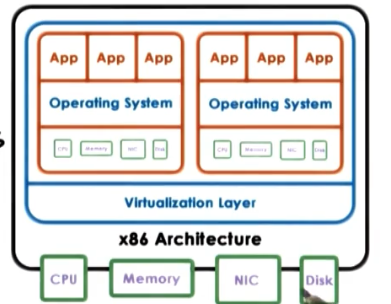 App App App App App App
Operating System Operating System
CPU Memory NIC Disk CPU Memory NIC Disk
Virtualization Layer
x86 Architecture
CPU Memory NIC Disk